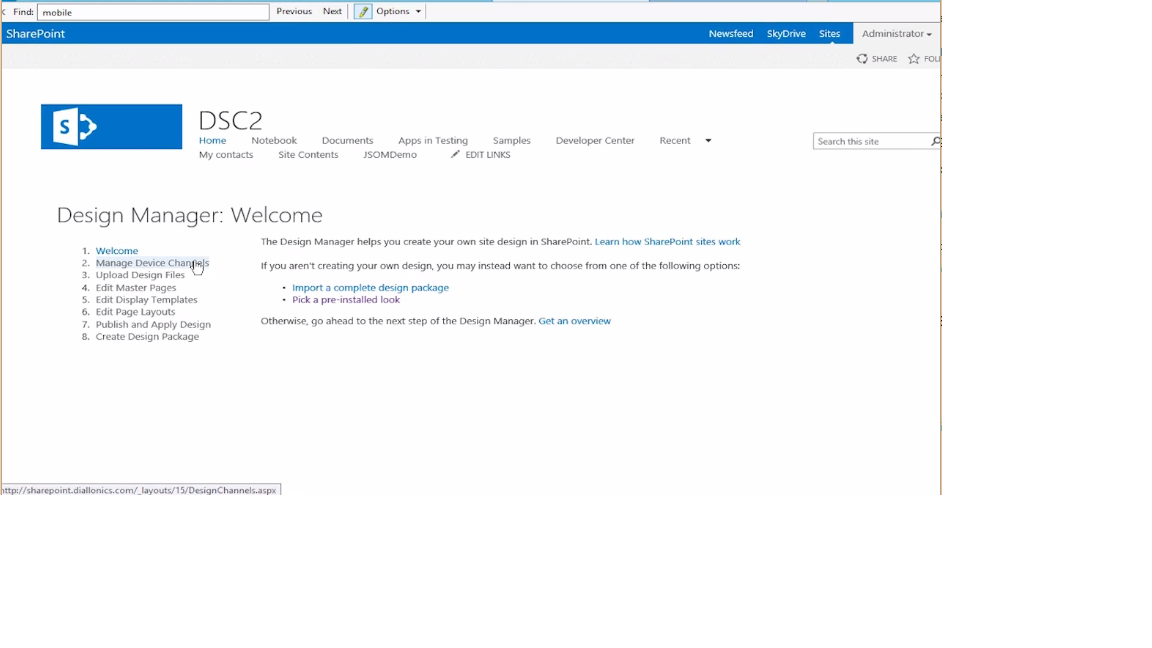 Find: mobile Previous Next Options
SharePoint Newsfeed SkyDrive Sites Administrator
SHARE
S DSC2
Home Notebook Documents Apps in Testing Samples Developer Center Recent
Search this site
My contacts Site Contents JSOMDemo EDIT LINKS
Design Manager: Welcome
1. Welcome
2. Manage Device Channels
3. Upload Design Files
4. Edit Master Pages
5. Edit Display Templates
6. Edit Page Layouts
7. Publish and Apply Design
8. Create Design Package
The Design Manager helps you create your own site design in SharePoint. Learn how SharePoint sites work
If you aren't creating your own design, you may instead want to choose from one of the following options:
• Import a complete design package
• Pick a pre-installed look
Otherwise, go ahead to the next step of the Design Manager. Get an overview
http://sharepoint.diallonics.com/_layouts/15/DesignChannels.aspx